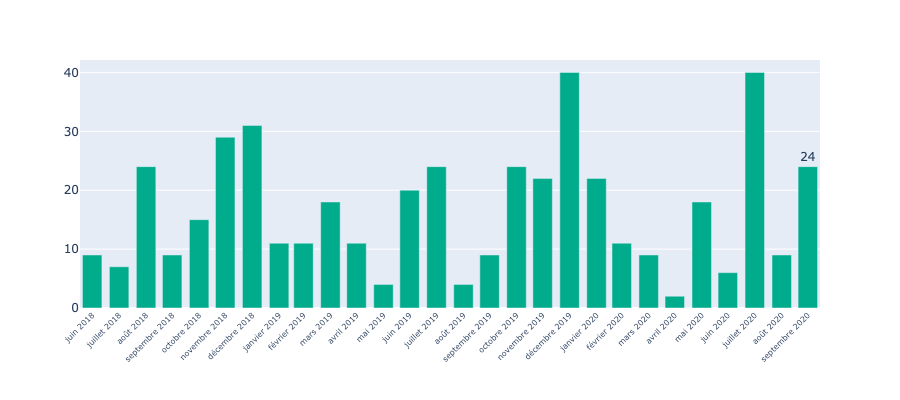 40
30
20
10
0
24
juin 2018
juillet 2018
août 2018
septembre 2018
octobre 2018
novembre 2018
décembre 2018
janvier 2019
février 2019
mars 2019
avril 2019
mai 2019
juin 2019
juillet 2019
août 2019
septembre 2019
octobre 2019
novembre 2019
décembre 2019
janvier 2020
février 2020
mars 2020
avril 2020
mai 2020
juin 2020
juillet 2020
août 2020
septembre 2020